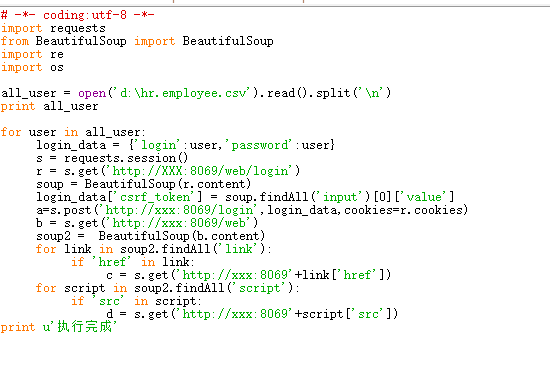 # -*- coding:utf-8 -*-
import requests
from BeautifulSoup import BeautifulSoup
import re
import os
all_user = open('d:\hr.employee.csv').read().split('\n')
print all_user
for user in all_user:
login_data = {'login':user,'password':user}
s = requests.session()
r = s.get('http://XXX:8069/web/login')
soup = BeautifulSoup(r.content)
login_data['csrf_token'] = soup.findAll('input')[0]['value']
a=s.post('http://xxx:8069/login',login_data,cookies=r.cookies)
b = s.get('http://xxx:8069/web')
soup2 =  BeautifulSoup(b.content)
for link in soup2.findAll('link'):
if 'href' in link:
c = s.get('http://xxx:8069'+link['href'])
for script in soup2.findAll('script'):
if 'src' in script:
d = s.get('http://xxx:8069'+script['src'])
print u'执行完成'